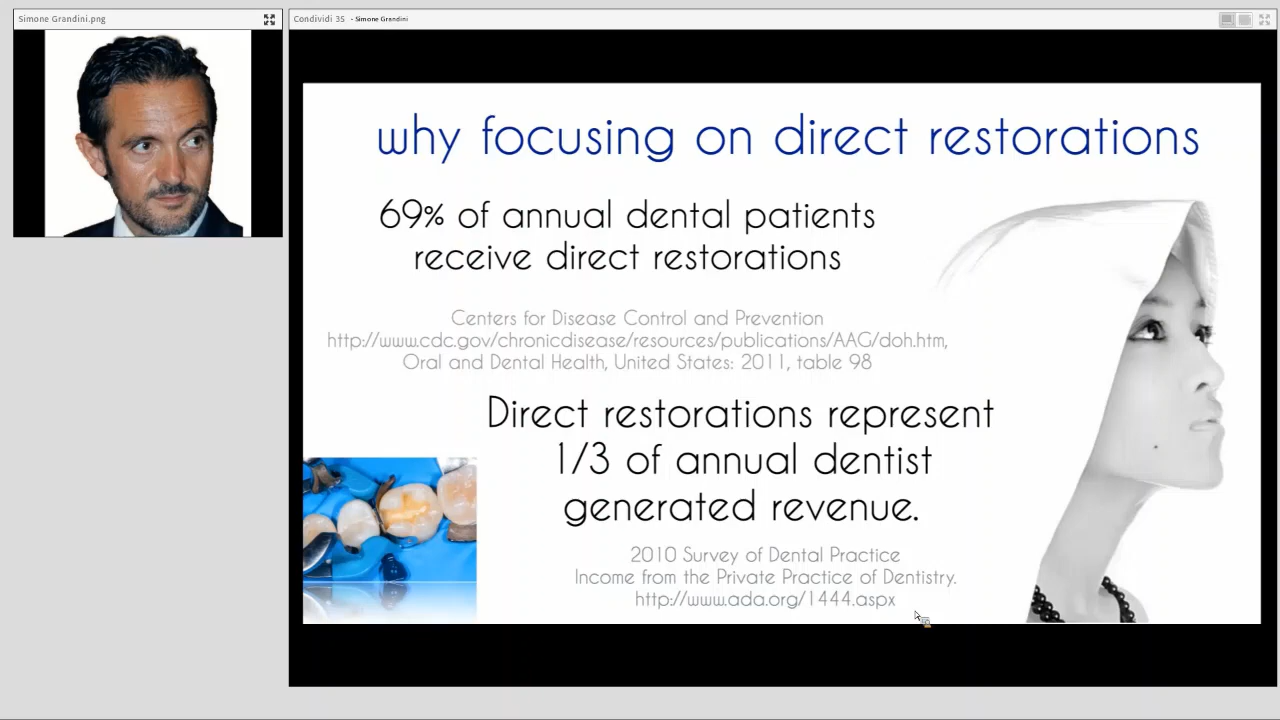 Simone Grandini.png
Condividi 35 - Simone Grandini
why focusing on direct restorations
69% of annual dental patients
receive direct restorations
Centers for Disease Control and Prevention
http://www.cdc.gov/chronicdisease/resources/publications/AAG/doh.htm,
Oral and Dental Health, United States: 2011, table 98
Direct restorations represent
1/3 of annual dentist
generated revenue.
2010 Survey of Dental Practice
Income from the Private Practice of Dentistry.
http://www.ada.org/1444.aspx